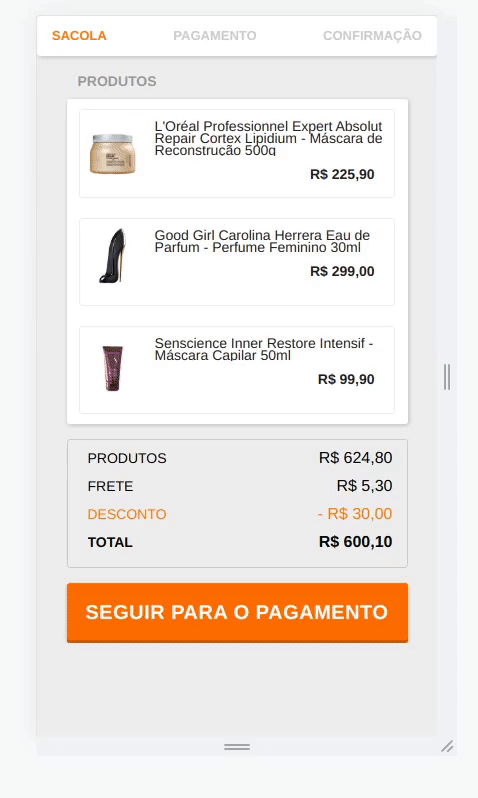 SACOLA PAGAMENTO CONFIRMAÇÃO
PRODUTOS
L'Oréal Professionnel Expert Absolut
Repair Cortex Lipidium - Máscara de
Reconstrução 500g
R$ 225,90
Good Girl Carolina Herrera Eau de
Parfum - Perfume Feminino 30ml
R$ 299,00
Senscience Inner Restore Intensif -
Máscara Capilar 50ml
R$ 99,90
PRODUTOS R$ 624,80
FRETE R$ 5,30
DESCONTO - R$ 30,00
TOTAL R$ 600,10
SEGUIR PARA O PAGAMENTO